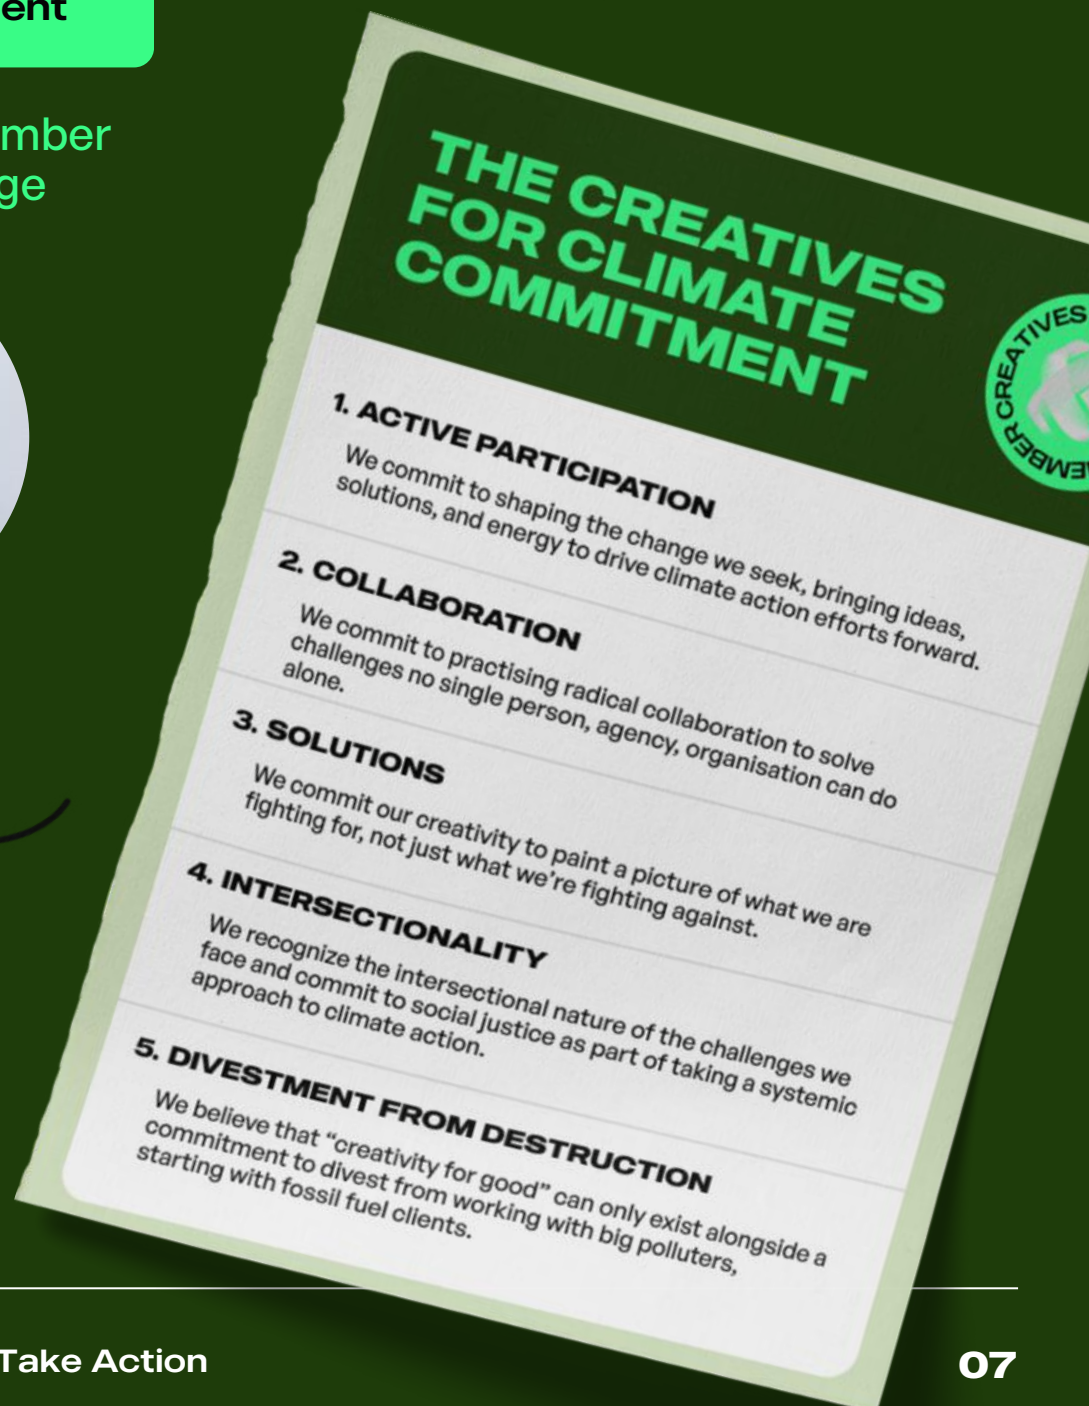 ent
mber
ge
THE CREATIVES
FOR CLIMATE
COMMITMENT
CREATIVES
EMBER
1. ACTIVE PARTICIPATION
We commit to shaping the change we seek, bringing ideas,
solutions, and energy to drive climate action efforts forward.
2. COLLABORATION
We commit to practising radical collaboration to solve
challenges no single person, agency, organisation can do
alone.
3. SOLUTIONS
We commit our creativity to paint a picture of what we are
fighting for, not just what we’re fighting against.
4. INTERSECTIONALITY
We recognize the intersectional nature of the challenges we
face and commit to social justice as part of taking a systemic
approach to climate action.
5. DIVESTMENT FROM DESTRUCTION
We believe that “creativity for good” can only exist alongside a
commitment to divest from working with big polluters,
starting with fossil fuel clients.
Take Action
07